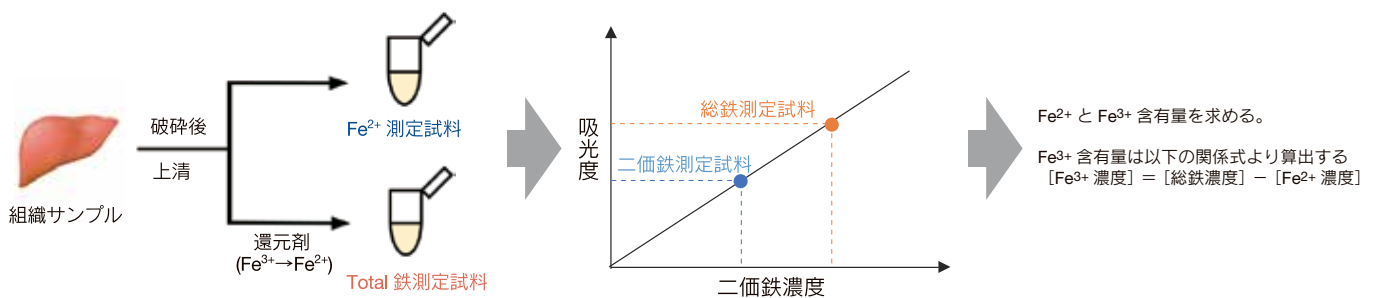 組織サンプル
破砕後
上清
還元剤
(Fe³⁺→Fe²⁺)
Fe²⁺ 測定試料
Total 鉄測定試料
吸光度
総鉄測定試料
二価鉄測定試料
二価鉄濃度
Fe²⁺ と Fe³⁺ 含有量を求める。
Fe³⁺ 含有量は以下の関係式より算出する
［Fe³⁺ 濃度］＝［総鉄濃度］－［Fe²⁺ 濃度］